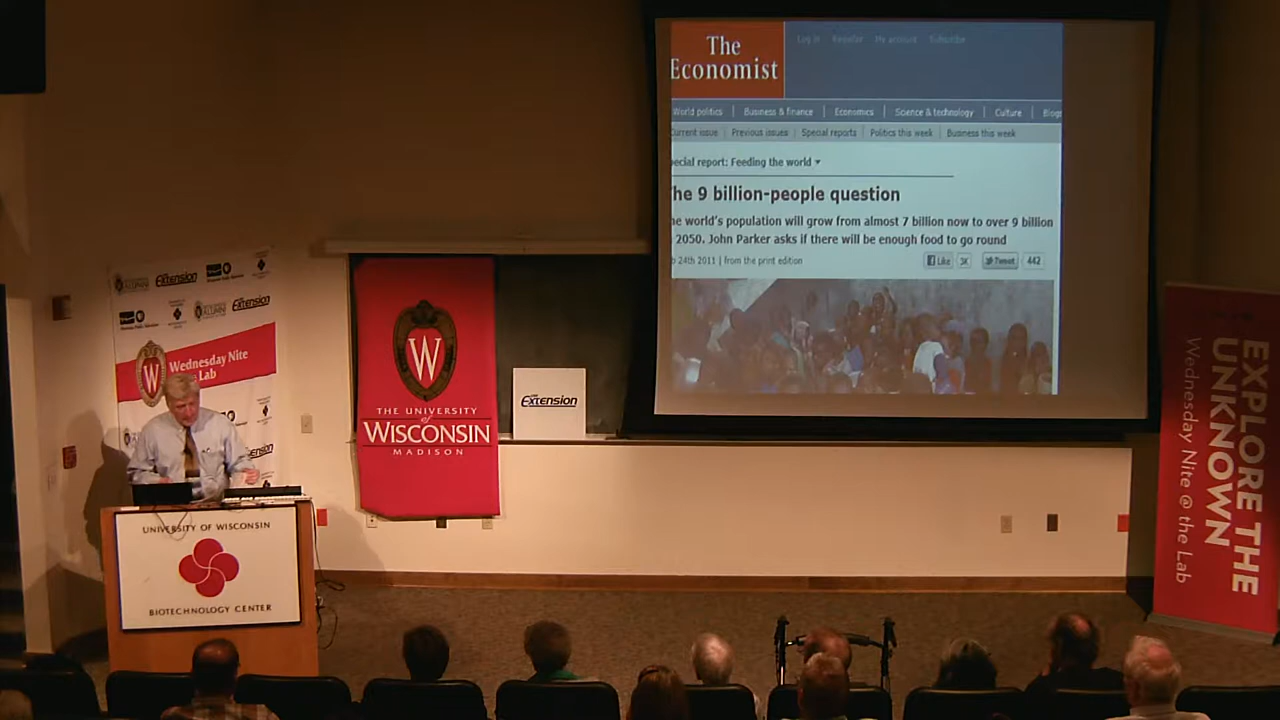 The
Economist
Log in Register My account Subscribe
World politics Business & finance Economics Science & technology Culture
Current issue Previous issues Special reports Politics this week Business this week
ecial report: Feeding the world
he 9 billion-people question
he world's population will grow from almost 7 billion now to over 9 billion
2050. John Parker asks if there will be enough food to go round
24th 2011 | from the print edition
Like 3K Tweet 442
Extension
Extension
Wednesday Nite
Lab
W
W
THE UNIVERSITY
of
WISCONSIN
MADISON
Extension
UNIVERSITY OF WISCONSIN
BIOTECHNOLOGY CENTER
EXPLORE THE
UNKNOWN
Wednesday Nite @ the Lab